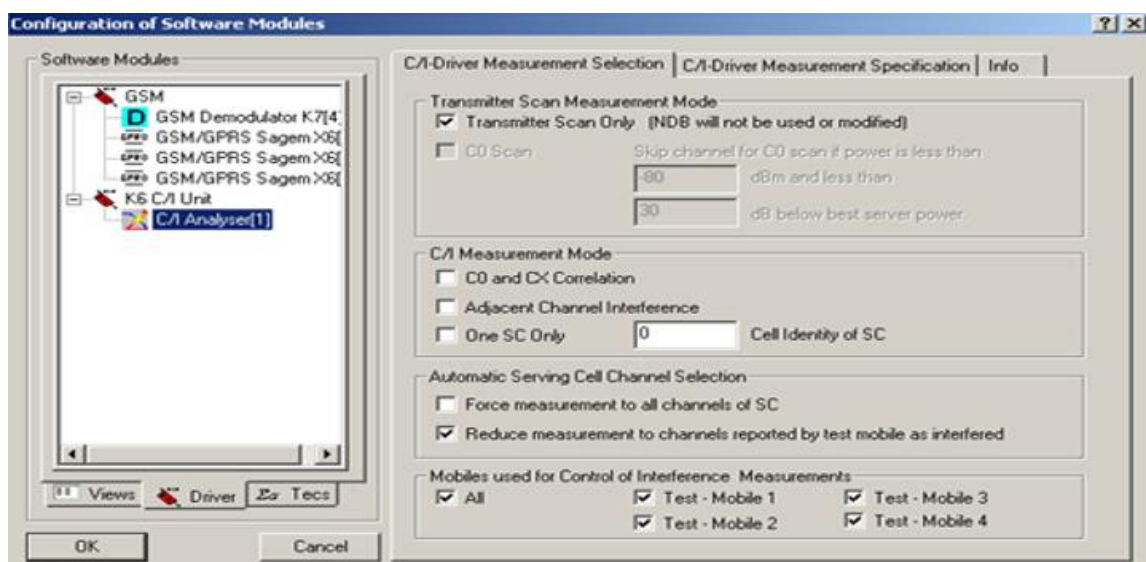 Configuration of Software Modules
Software Modules
GSM
D GSM Demodulator K7[4]
GPRS GSM/GPRS Sagem X6[
GPRS GSM/GPRS Sagem X6[
GPRS GSM/GPRS Sagem X6[
K6 C/I Unit
C/I Analyser[1]
Views Driver Tecs
OK Cancel
C/I-Driver Measurement Selection C/I-Driver Measurement Specification Info
Transmitter Scan Measurement Mode
Transmitter Scan Only (NDB will not be used or modified)
C0 Scan Skip channel for C0 scan if power is less than
-80 dBm and less than
30 dB below best server power
C/I Measurement Mode
C0 and CX Correlation
Adjacent Channel Interference
One SC Only 0 Cell Identity of SC
Automatic Serving Cell Channel Selection
Force measurement to all channels of SC
Reduce measurement to channels reported by test mobile as interfered
Mobiles used for Control of Interference Measurements
All Test - Mobile 1 Test - Mobile 3
Test - Mobile 2 Test - Mobile 4